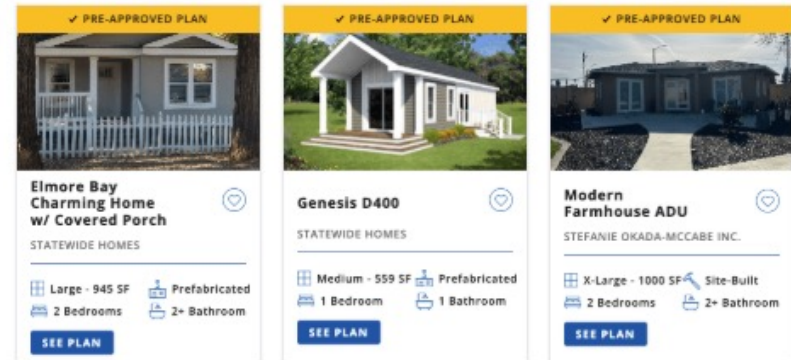 ✓ PRE-APPROVED PLAN
Elmore Bay
Charming Home
w/ Covered Porch
STATEWIDE HOMES
Large - 945 SF Prefabricated
2 Bedrooms 2+ Bathroom
SEE PLAN
✓ PRE-APPROVED PLAN
Genesis D400
STATEWIDE HOMES
Medium - 559 SF Prefabricated
1 Bedroom 1 Bathroom
SEE PLAN
✓ PRE-APPROVED PLAN
Modern
Farmhouse ADU
STEFANIE OKADA-MCCABE INC.
X-Large - 1000 SF Site-Built
2 Bedrooms 2+ Bathroom
SEE PLAN